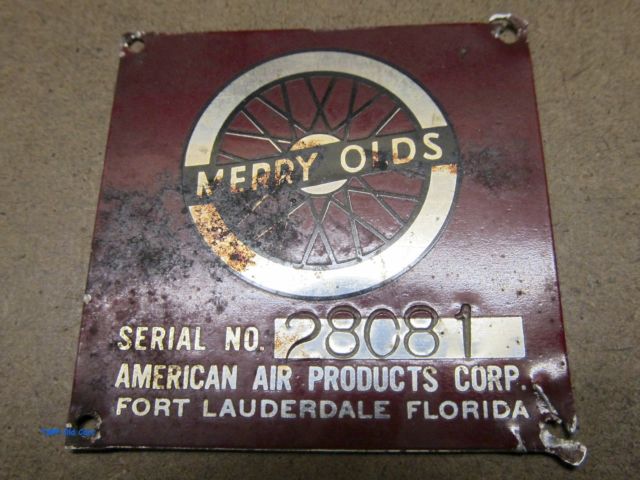 MERRY OLDS
SERIAL NO. 28081
AMERICAN AIR PRODUCTS CORP.
FORT LAUDERDALE FLORIDA